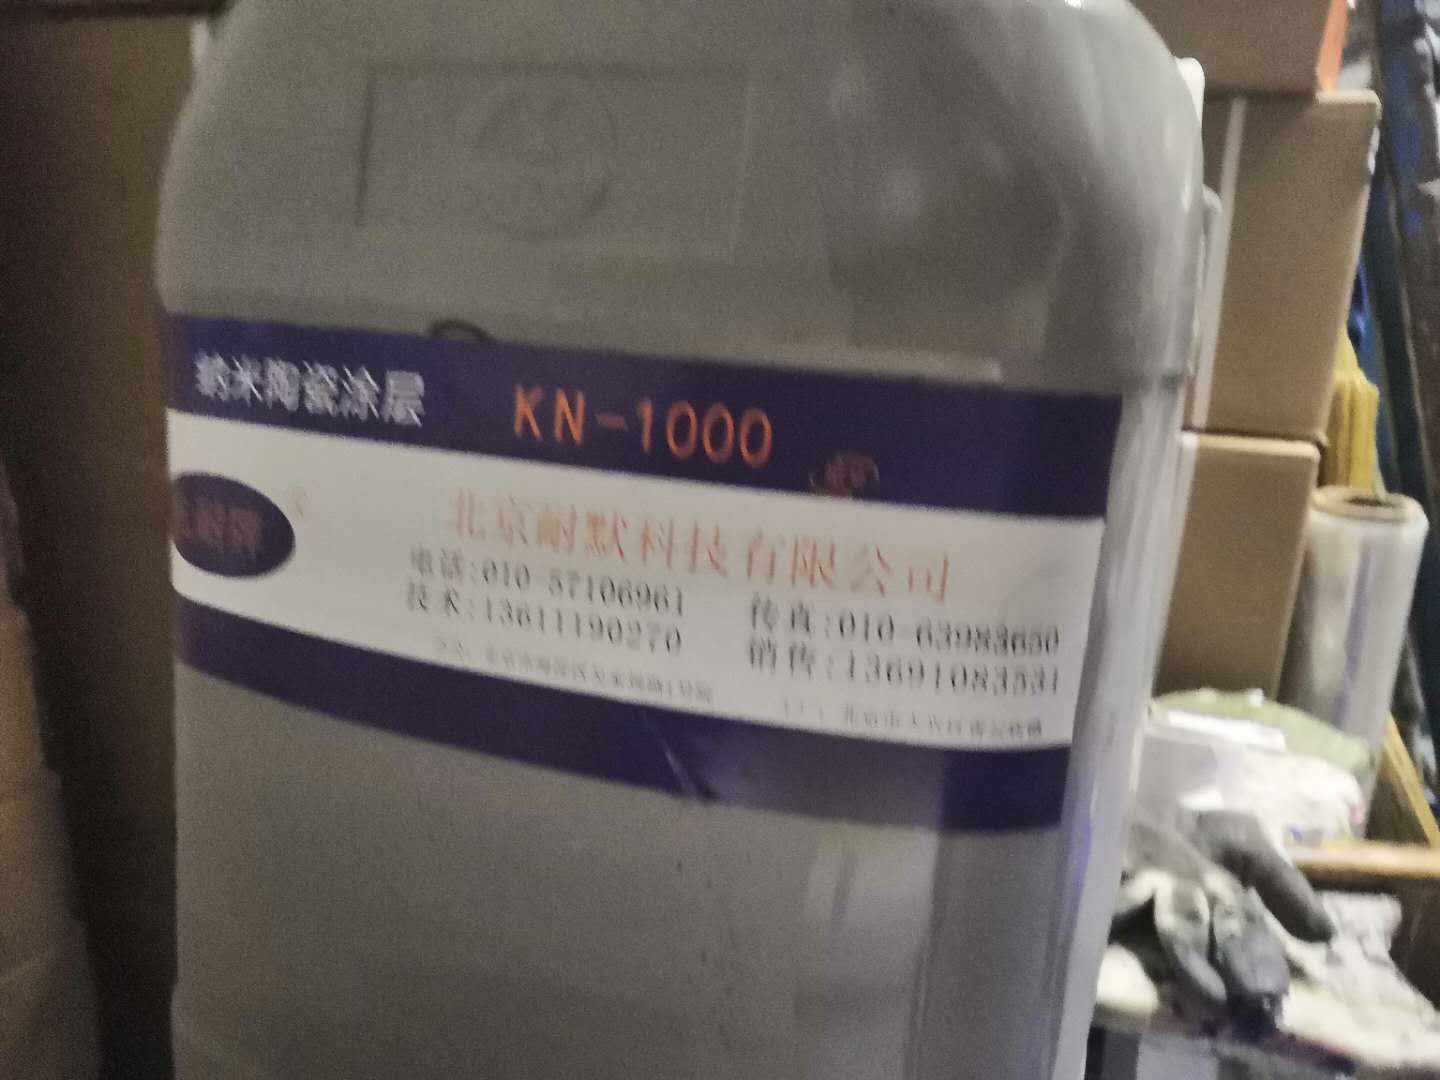 纳米陶瓷涂层 KN-1000
北京耐默科技有限公司
电话:010-57106961 传真:010-63983650
技术:13611190270 销售:13691083531